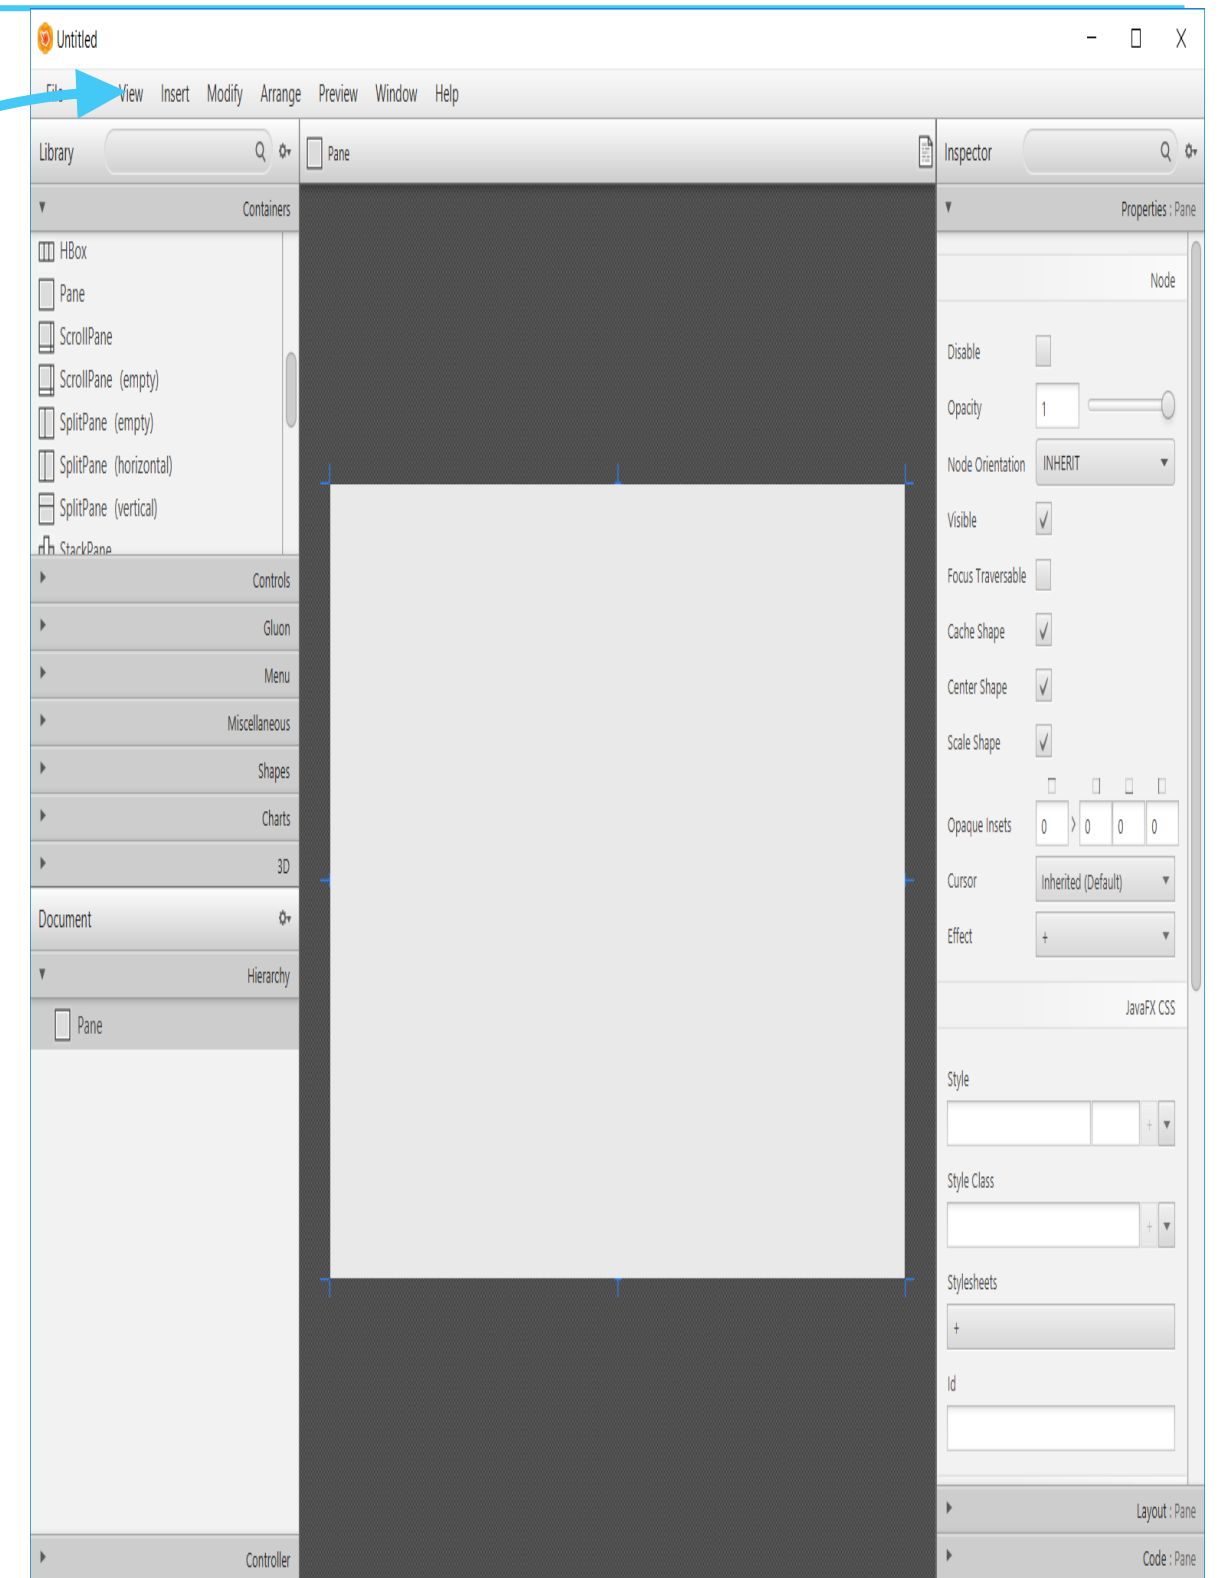 Untitled
File View Insert Modify Arrange Preview Window Help
Library
Pane
Inspector
Containers
Properties : Pane
HBox
Pane
ScrollPane
ScrollPane (empty)
SplitPane (empty)
SplitPane (horizontal)
SplitPane (vertical)
StackPane
Controls
Gluon
Menu
Miscellaneous
Shapes
Charts
3D
Document
Hierarchy
Pane
Controller
Node
Disable
Opacity 1
Node Orientation INHERIT
Visible
Focus Traversable
Cache Shape
Center Shape
Scale Shape
Opaque Insets 0 > 0 0 0
Cursor Inherited (Default)
Effect +
JavaFX CSS
Style
+
Style Class
+
Stylesheets
+
Id
Layout : Pane
Code : Pane